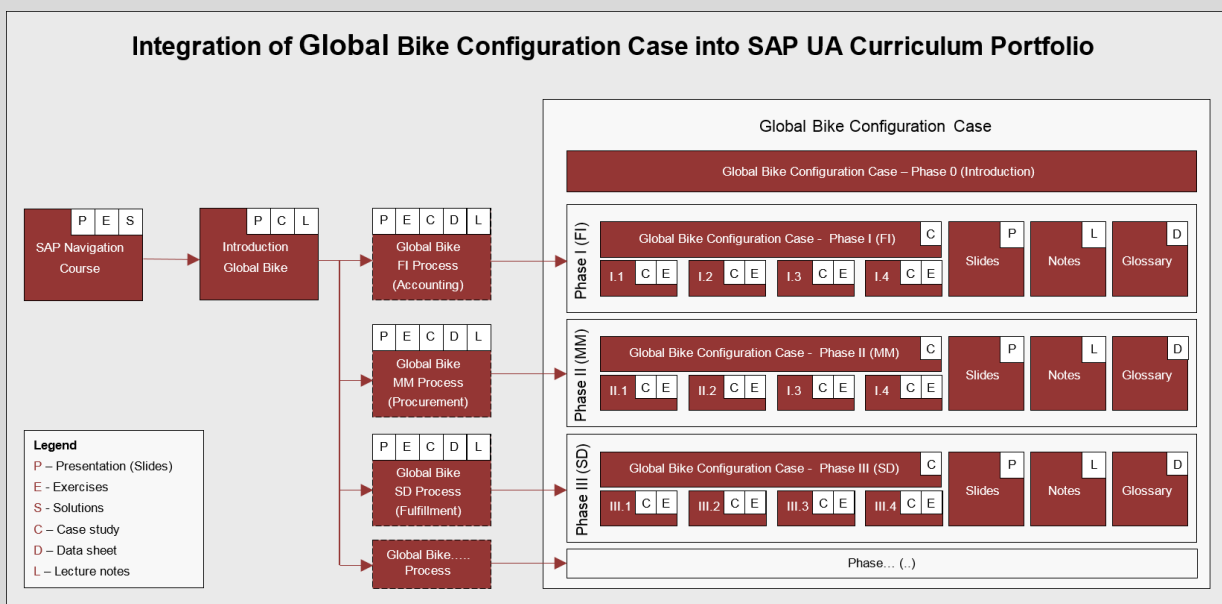 Integration of Global Bike Configuration Case into SAP UA Curriculum Portfolio
P E S
SAP Navigation
Course
P C L
Introduction
Global Bike
P E C D L
Global Bike
FI Process
(Accounting)
P E C D L
Global Bike
MM Process
(Procurement)
P E C D L
Global Bike
SD Process
(Fulfillment)
Global Bike.....
Process
Global Bike Configuration Case
Global Bike Configuration Case – Phase 0 (Introduction)
Phase I (FI)
Global Bike Configuration Case - Phase I (FI) C
I.1 C E I.2 C E I.3 C E I.4 C E
P
Slides
L
Notes
D
Glossary
Phase II (MM)
Global Bike Configuration Case - Phase II (MM) C
II.1 C E II.2 C E I.3 C E I.4 C E
P
Slides
L
Notes
D
Glossary
Phase III (SD)
Global Bike Configuration Case - Phase III (SD) C
III.1 C E III.2 C E III.3 C E III.4 C E
P
Slides
L
Notes
D
Glossary
Phase... (..)
Legend
P – Presentation (Slides)
E - Exercises
S - Solutions
C – Case study
D – Data sheet
L – Lecture notes